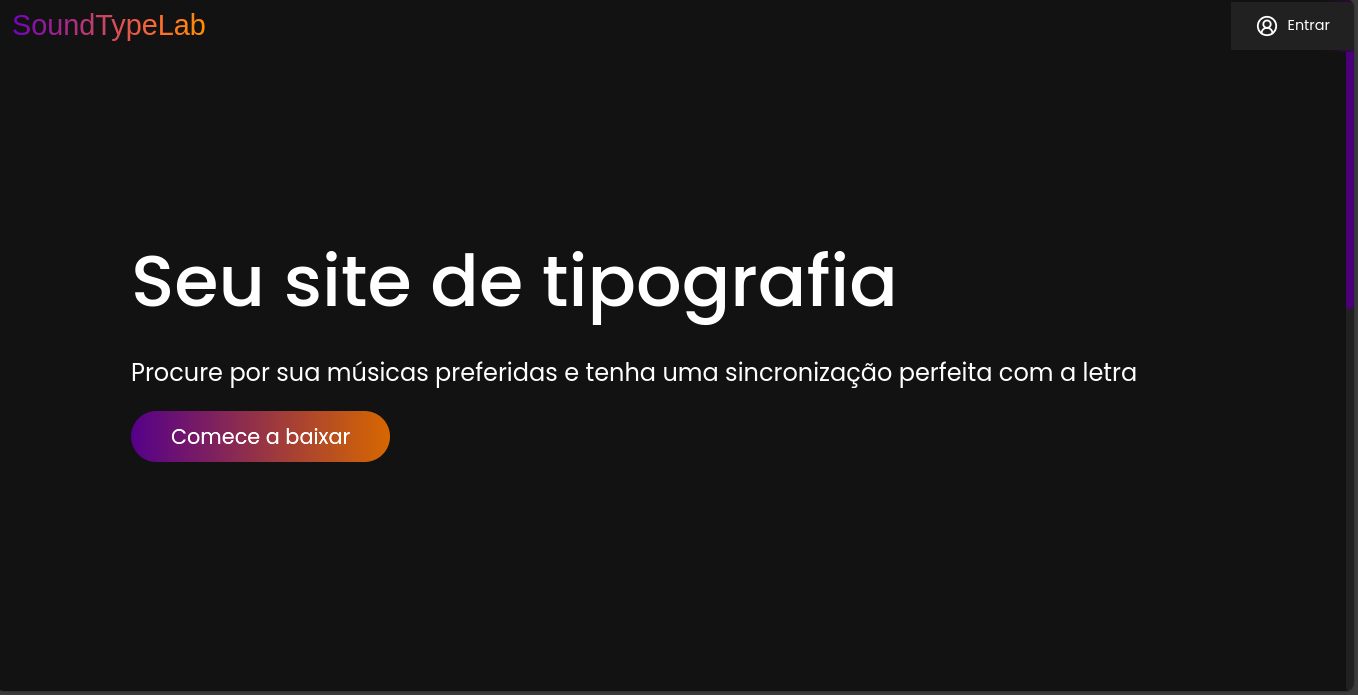 SoundTypeLab
Entrar
Seu site de tipografia
Procure por sua músicas preferidas e tenha uma sincronização perfeita com a letra
Comece a baixar